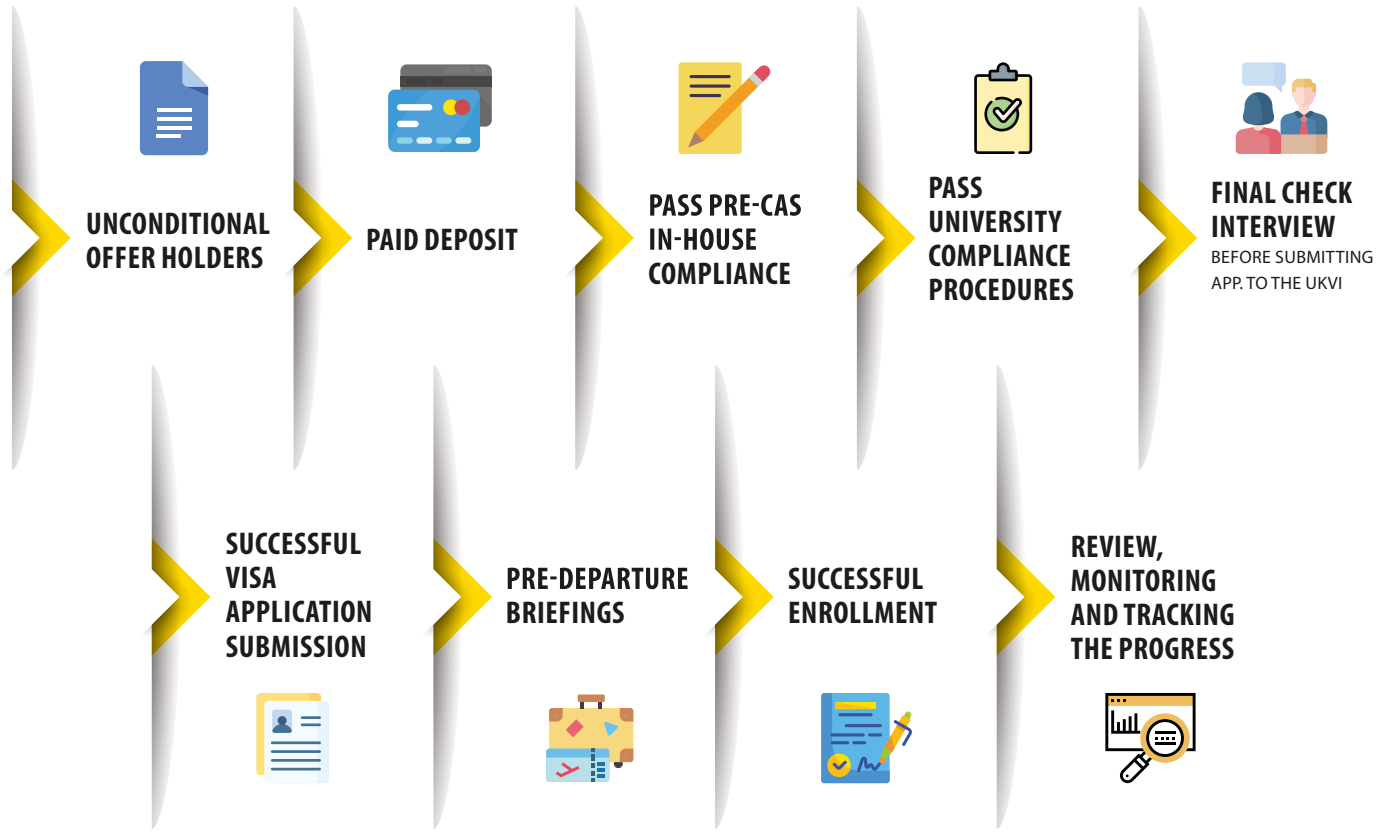 UNCONDITIONAL
OFFER HOLDERS
PAID DEPOSIT
PASS PRE-CAS
IN-HOUSE
COMPLIANCE
PASS
UNIVERSITY
COMPLIANCE
PROCEDURES
FINAL CHECK
INTERVIEW
BEFORE SUBMITTING
APP. TO THE UKVI
SUCCESSFUL
VISA
APPLICATION
SUBMISSION
PRE-DEPARTURE
BRIEFINGS
SUCCESSFUL
ENROLLMENT
REVIEW,
MONITORING
AND TRACKING
THE PROGRESS